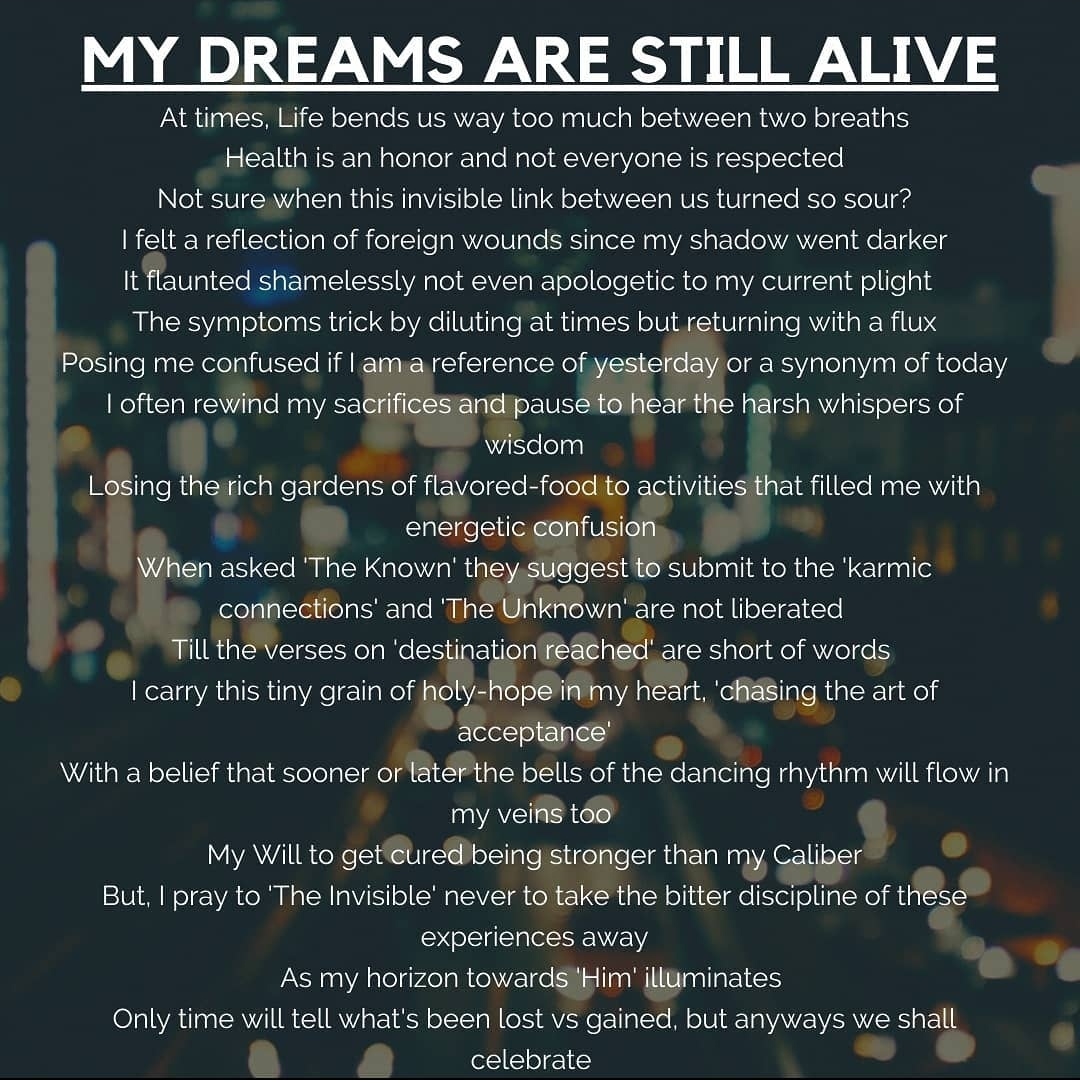 MY DREAMS ARE STILL ALIVE
At times, Life bends us way too much between two breaths
Health is an honor and not everyone is respected
Not sure when this invisible link between us turned so sour?
I felt a reflection of foreign wounds since my shadow went darker
It flaunted shamelessly not even apologetic to my current plight
The symptoms trick by diluting at times but returning with a flux
Posing me confused if I am a reference of yesterday or a synonym of today
I often rewind my sacrifices and pause to hear the harsh whispers of
wisdom
Losing the rich gardens of flavored-food to activities that filled me with
energetic confusion
When asked 'The Known' they suggest to submit to the 'karmic
connections' and 'The Unknown' are not liberated
Till the verses on 'destination reached' are short of words
I carry this tiny grain of holy-hope in my heart, 'chasing the art of
acceptance'
With a belief that sooner or later the bells of the dancing rhythm will flow in
my veins too
My Will to get cured being stronger than my Caliber
But, I pray to 'The Invisible' never to take the bitter discipline of these
experiences away
As my horizon towards 'Him' illuminates
Only time will tell what's been lost vs gained, but anyways we shall
celebrate